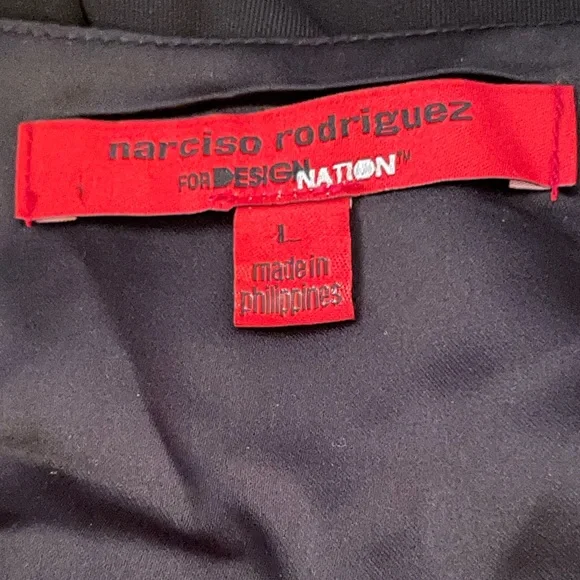 narciso rodriguez
FOR DESIGN NATION™
L
made in
philippines